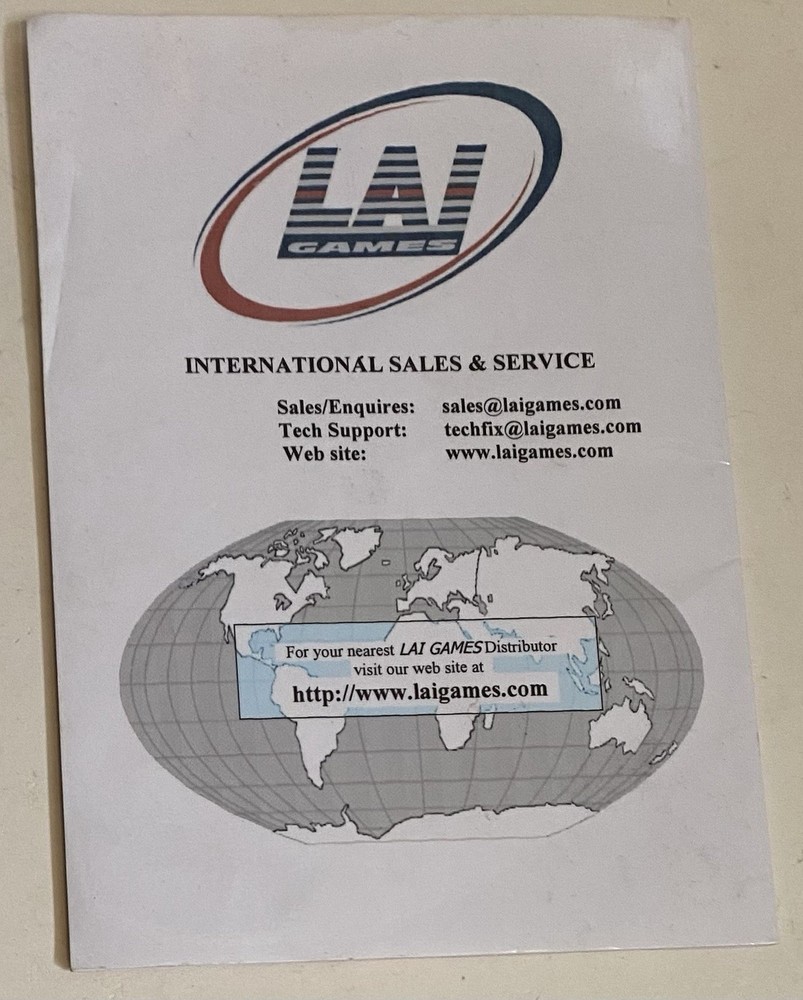 LAI
GAMES
INTERNATIONAL SALES & SERVICE
Sales/Enquires: sales@laigames.com
Tech Support: techfix@laigames.com
Web site: www.laigames.com
For your nearest LAI GAMES Distributor
visit our web site at
http://www.laigames.com